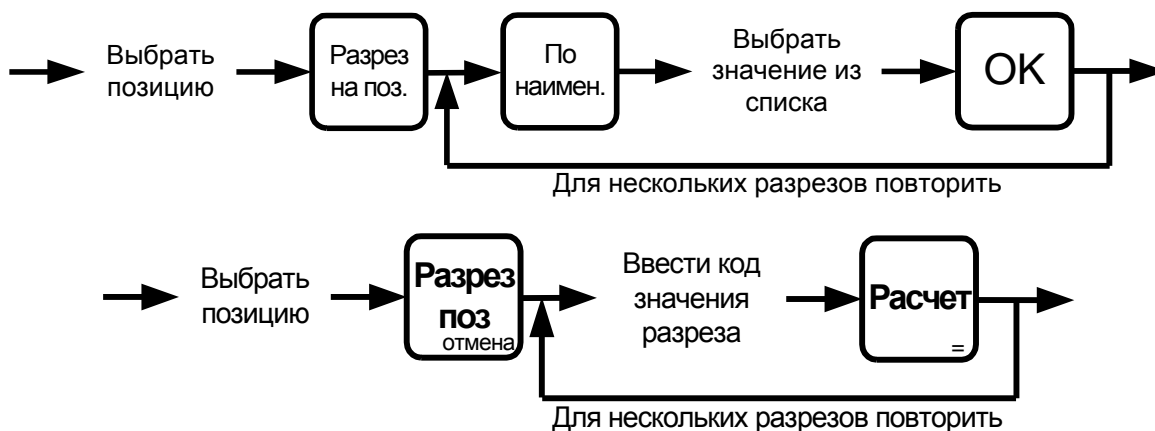 Выбрать
позицию
Разрез
на поз.
По
наимен.
Выбрать
значение из
списка
OK
Для нескольких разрезов повторить
Выбрать
позицию
Разрез
поз
отмена
Ввести код
значения
разреза
Расчет
=
Для нескольких разрезов повторить